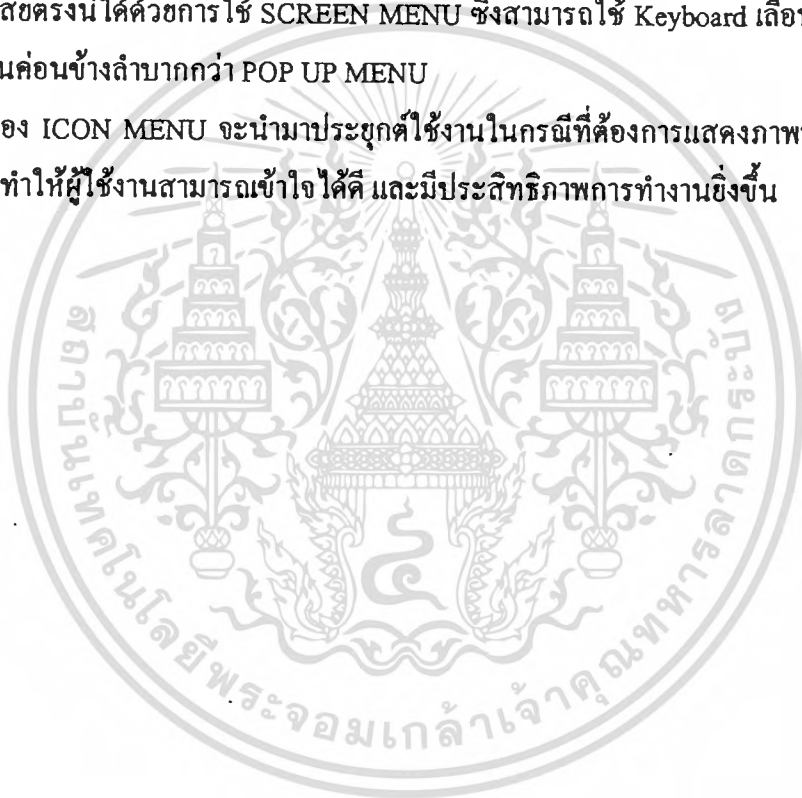 สียตรงนี้ได้ด้วยการใช้ SCREEN MENU ซึ่งสามารถใช้ Keyboard เลือก
นค่อนข้างลำบากกว่า POP UP MENU
อง ICON MENU จะนำมาประยุกต์ใช้งานในกรณีที่ต้องการแสดงภาพ
ทำให้ผู้ใช้งานสามารถเข้าใจได้ดี และมีประสิทธิภาพการทำงานยิ่งขึ้น
สถาบันเทคโนโลยีพระจอมเกล้าเจ้าคุณทหารลาดกระบัง